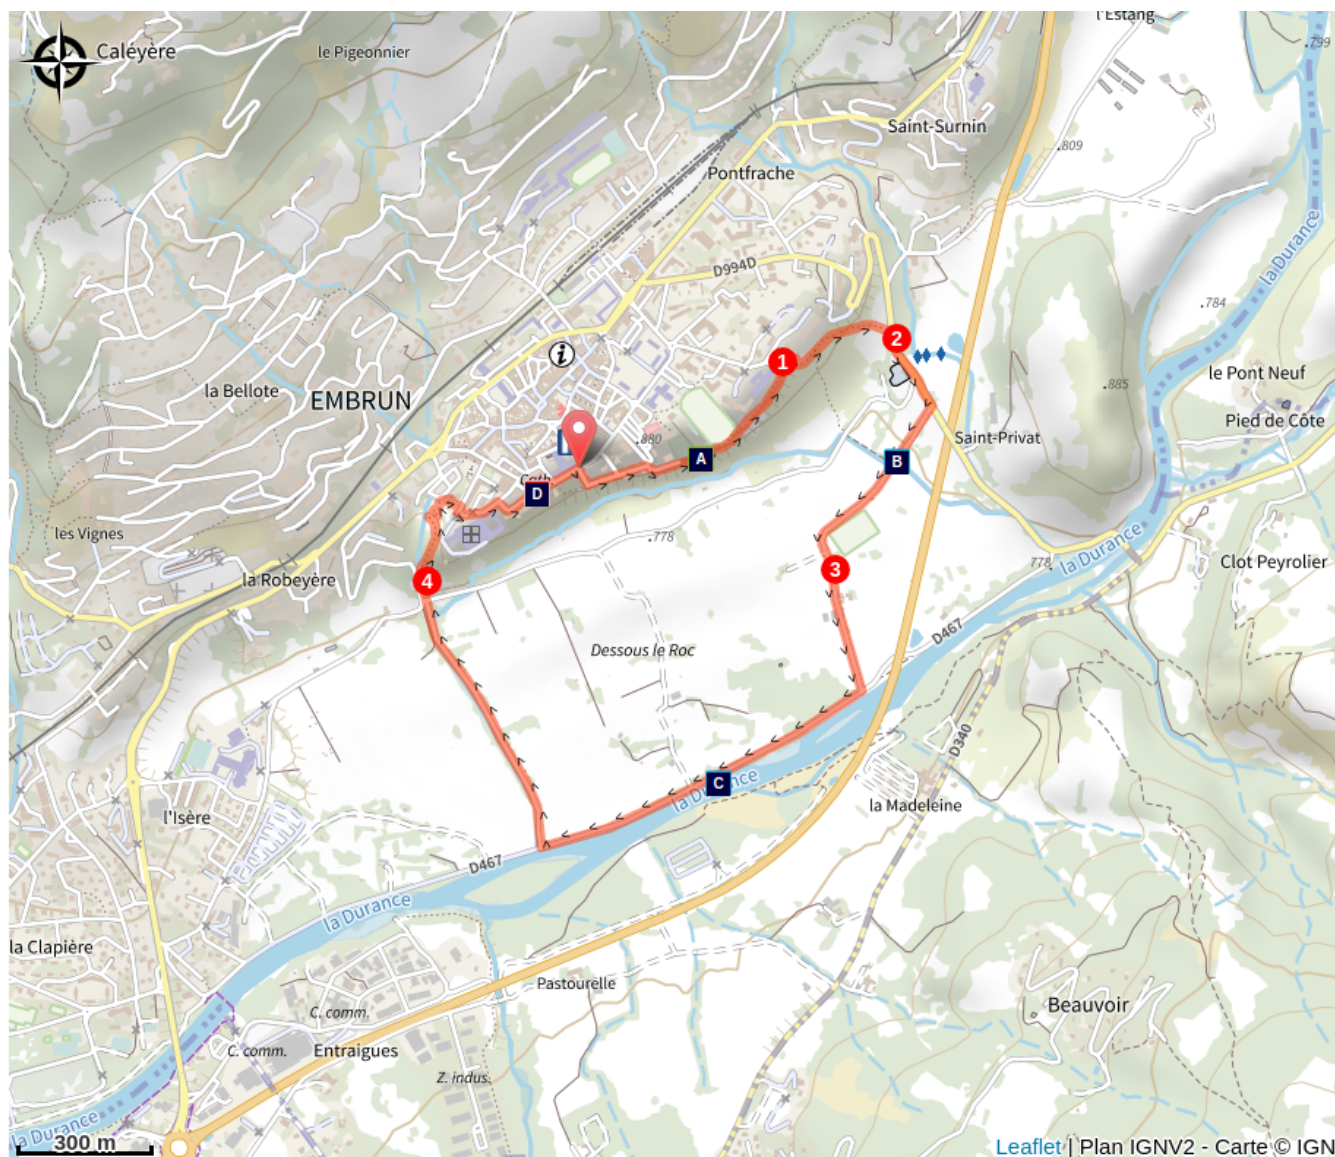 l'Estang
Caléyère
le Pigeonnier
799
Saint-Surnin
.809
Pontfrache
la Durance
D994D
.784
i
1
2
la Bellote
EMBRUN
le Pont Neuf
.885
Pied de Côte
Saint-Privat
.880
A
B
Cath.
D
les Vignes
.778
la Durance
778
Clot Peyrolier
la Robeyère
4
3
D467
Dessous le Roc
D340
C
la Durance
la Madeleine
l'Isère
D467
la Durance
la Clapière
Pastourelle
Beauvoir
C. comm.
C. comm.
Entraigues
Z. indus.
la Durance
300 m
Leaflet | Plan IGNV2 - Carte © IGN